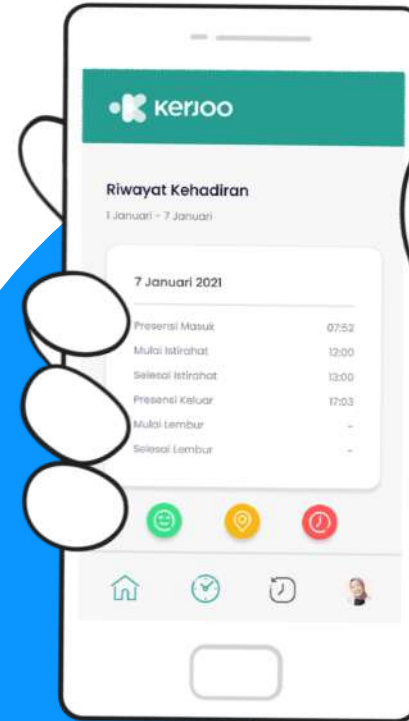 Kerjoo
Riwayat Kehadiran
1 Januari - 7 Januari
7 Januari 2021
Presensi Masuk 07:52
Mulai Istirahat 12:00
Selesai Istirahat 13:00
Presensi Keluar 17:03
Mulai Lembur -
Selesai Lembur -